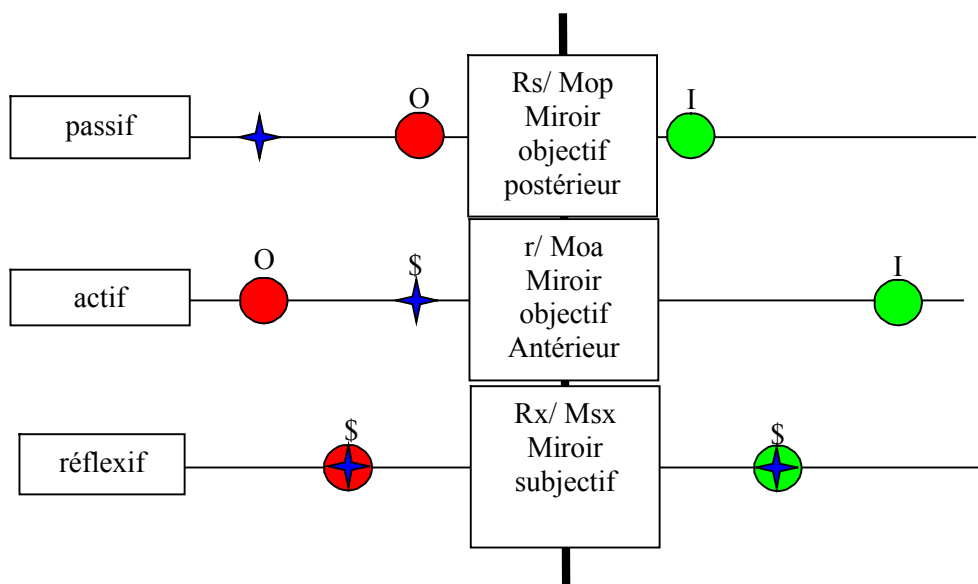 passif
O
Rs/ Mop
Miroir
objectif
postérieur
I
actif
O
$
r/ Moa
Miroir
objectif
Antérieur
I
réflexif
$
Rx/ Msx
Miroir
subjectif
$